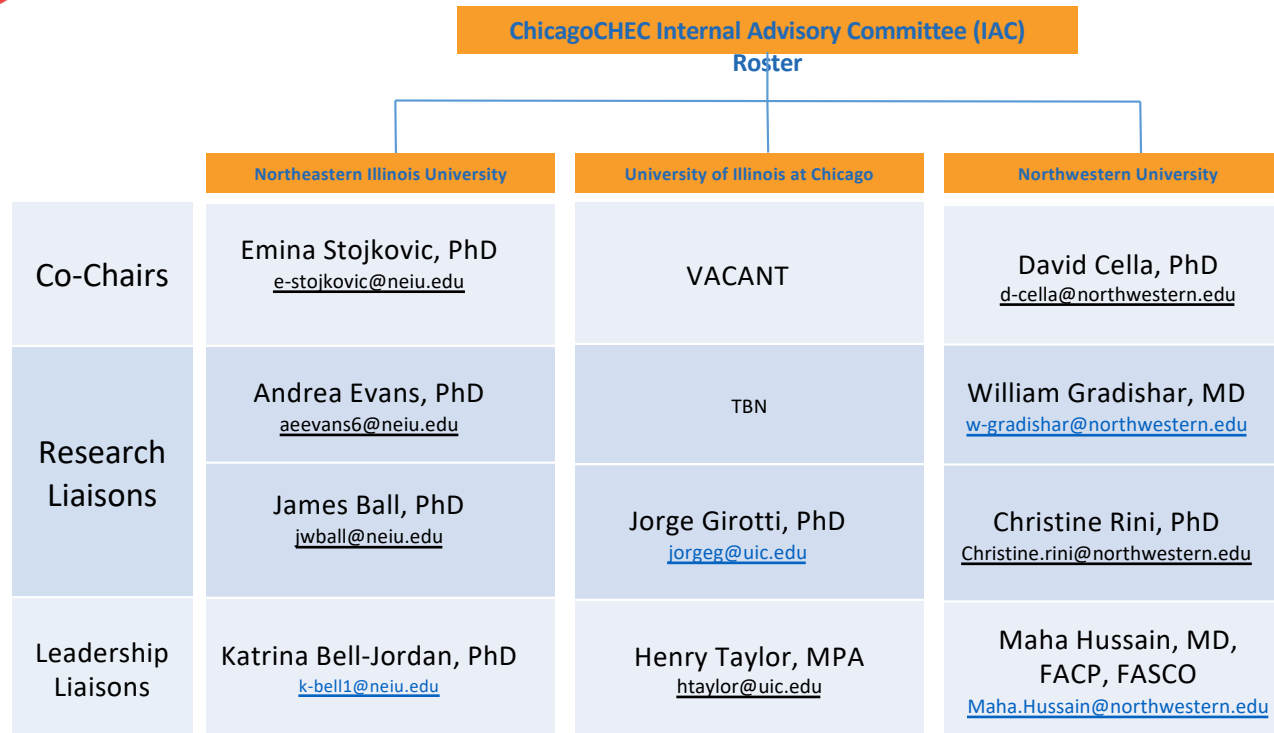 ChicagoCHEC Internal Advisory Committee (IAC)
Roster
Northeastern Illinois University
University of Illinois at Chicago
Northwestern University
Co-Chairs
Emina Stojkovic, PhD
e-stojkovic@neiu.edu
VACANT
David Cella, PhD
d-cella@northwestern.edu
Research
Liaisons
Andrea Evans, PhD
aeevans6@neiu.edu
TBN
William Gradishar, MD
w-gradishar@northwestern.edu
James Ball, PhD
jwball@neiu.edu
Jorge Girotti, PhD
jorgeg@uic.edu
Christine Rini, PhD
Christine.rini@northwestern.edu
Leadership
Liaisons
Katrina Bell-Jordan, PhD
k-bell1@neiu.edu
Henry Taylor, MPA
htaylor@uic.edu
Maha Hussain, MD,
FACP, FASCO
Maha.Hussain@northwestern.edu